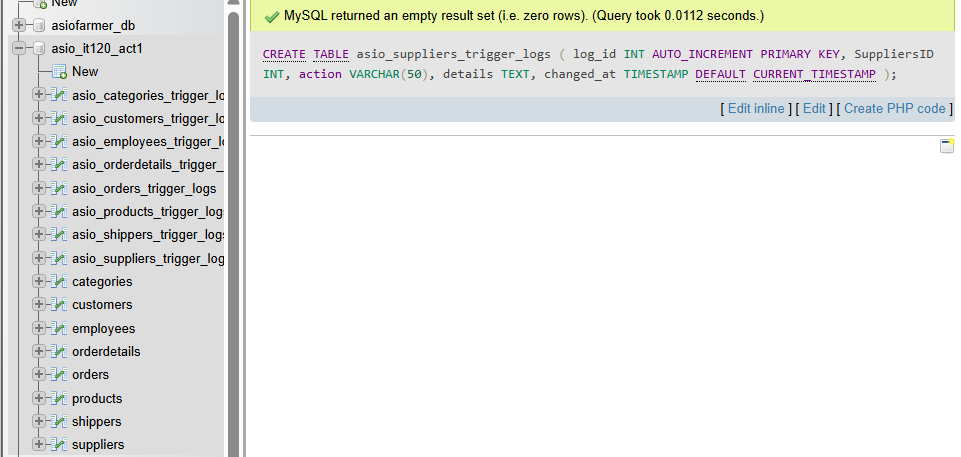 New
asiofarmer_db
asio_it120_act1
New
asio_categories_trigger_lo
asio_customers_trigger_lo
asio_employees_trigger_l
asio_orderdetails_trigger_
asio_orders_trigger_logs
asio_products_trigger_log
asio_shippers_trigger_logs
asio_suppliers_trigger_log
categories
customers
employees
orderdetails
orders
products
shippers
suppliers
MySQL returned an empty result set (i.e. zero rows). (Query took 0.0112 seconds.)
CREATE TABLE asio_suppliers_trigger_logs ( log_id INT AUTO_INCREMENT PRIMARY KEY, SuppliersID
INT, action VARCHAR(50), details TEXT, changed_at TIMESTAMP DEFAULT CURRENT_TIMESTAMP );
[ Edit inline ] [ Edit ] [ Create PHP code ]